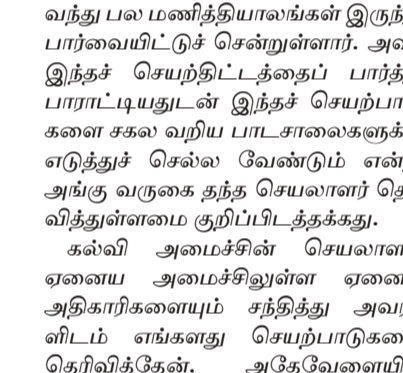 வந்து பல மணித்தியாலங்கள் இருந்
பார்வையிட்டுச் சென்றுள்ளார். அவ
இந்தச் செயற்திட்டத்தைப் பார்த்
பாராட்டியதுடன் இந்தச் செயற்பா
களை சகல வறிய பாடசாலைகளுக்
எடுத்துச் செல்ல வேண்டும் என்
அங்கு வருகை தந்த செயலாளர் தெ
வித்துள்ளமை குறிப்பிடத்தக்கது.
கல்வி அமைச்சின் செயலாள
ஏனைய அமைச்சிலுள்ள ஏனை
அதிகாரிகளையும் சந்தித்து அவர
ளிடம் எங்களது செயற்பாடுகளை
தெரிவித்தேன். அதேவேளையி